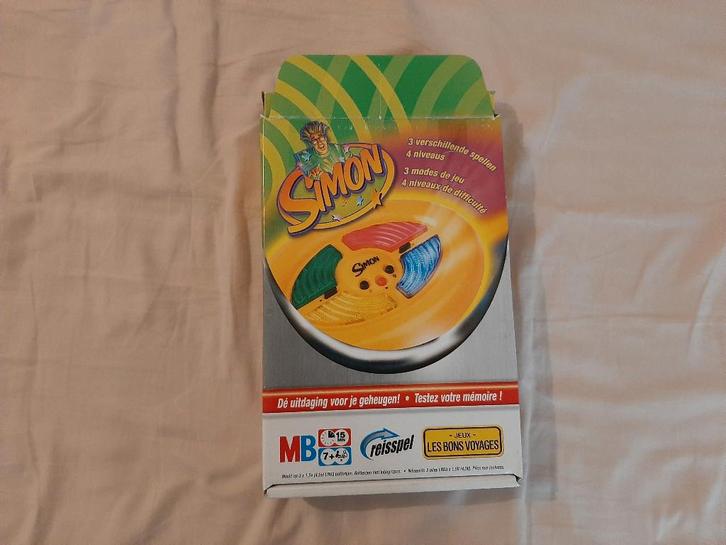 SIMON
3 verschillende spellen
4 niveaus
3 modes de jeu
4 niveaux de difficulté
SIMON
Dé uitdaging voor je geheugen! • Testez votre mémoire !
MB
15
7+
reisspel
- JEUX -
LES BONS VOYAGES